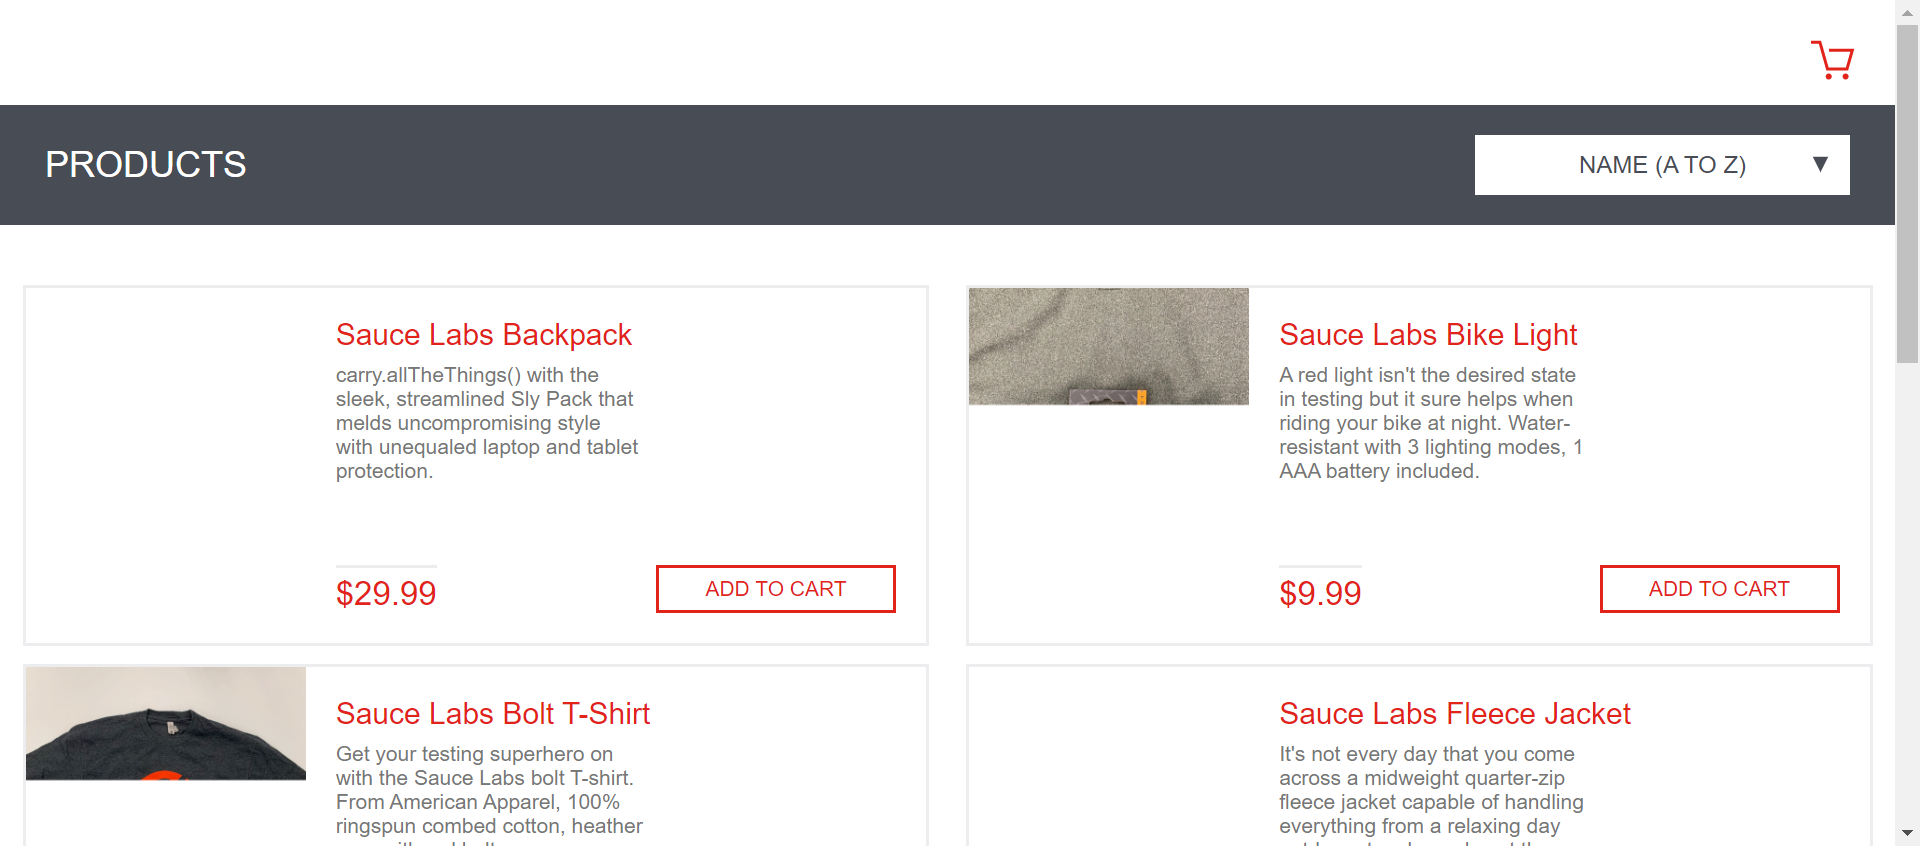 PRODUCTS
NAME (A TO Z)
Sauce Labs Backpack
carry.allTheThings() with the
sleek, streamlined Sly Pack that
melds uncompromising style
with unequaled laptop and tablet
protection.
$29.99
ADD TO CART
Sauce Labs Bike Light
A red light isn't the desired state
in testing but it sure helps when
riding your bike at night. Water-
resistant with 3 lighting modes, 1
AAA battery included.
$9.99
ADD TO CART
Sauce Labs Bolt T-Shirt
Get your testing superhero on
with the Sauce Labs bolt T-shirt.
From American Apparel, 100%
ringspun combed cotton, heather
Sauce Labs Fleece Jacket
It's not every day that you come
across a midweight quarter-zip
fleece jacket capable of handling
everything from a relaxing day